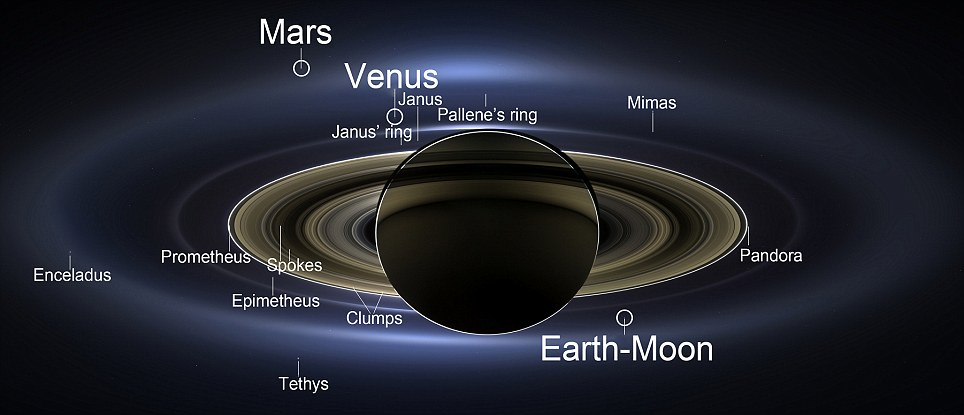 Mars
Venus
Janus
Mimas
Pallene's ring
Janus' ring
Prometheus
Spokes
Pandora
Enceladus
Epimetheus
Clumps
Earth-Moon
Tethys